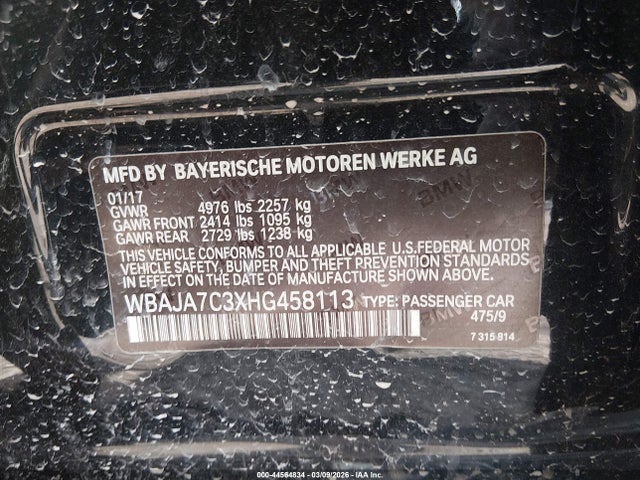 MFD BY BAYERISCHE MOTOREN WERKE AG
01/17
GVWR 4976 lbs 2257 kg
GAWR FRONT 2414 lbs 1095 kg
GAWR REAR 2729 lbs 1238 kg
THIS VEHICLE CONFORMS TO ALL APPLICABLE U.S.FEDERAL MOTOR
VEHICLE SAFETY, BUMPER AND THEFT PREVENTION STANDARDS
IN EFFECT ON THE DATE OF MANUFACTURE SHOWN ABOVE.
WBAJA7C3XHG458113 TYPE: PASSENGER CAR
475/9
7 315 814
000-44564834 - 03/09/2026 - IAA Inc.